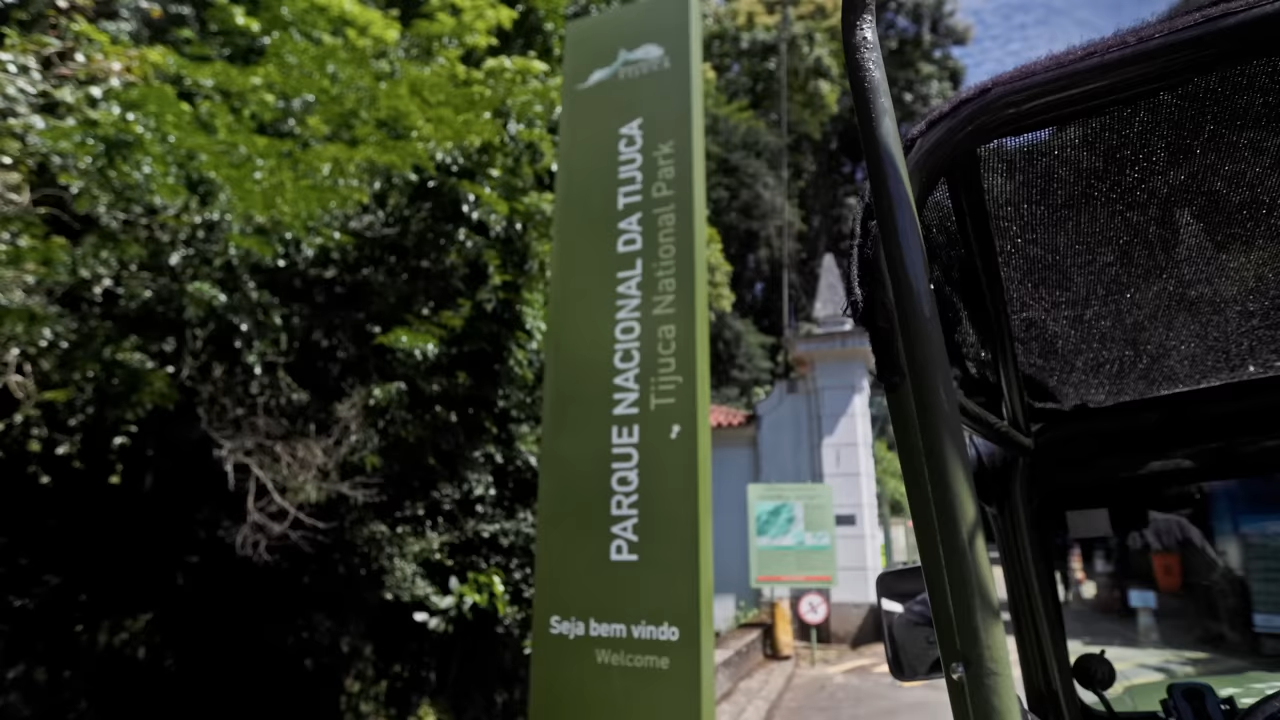 PARQUE NACIONAL DA TIJUCA
Tijuca National Park
Seja bem vindo
Welcome